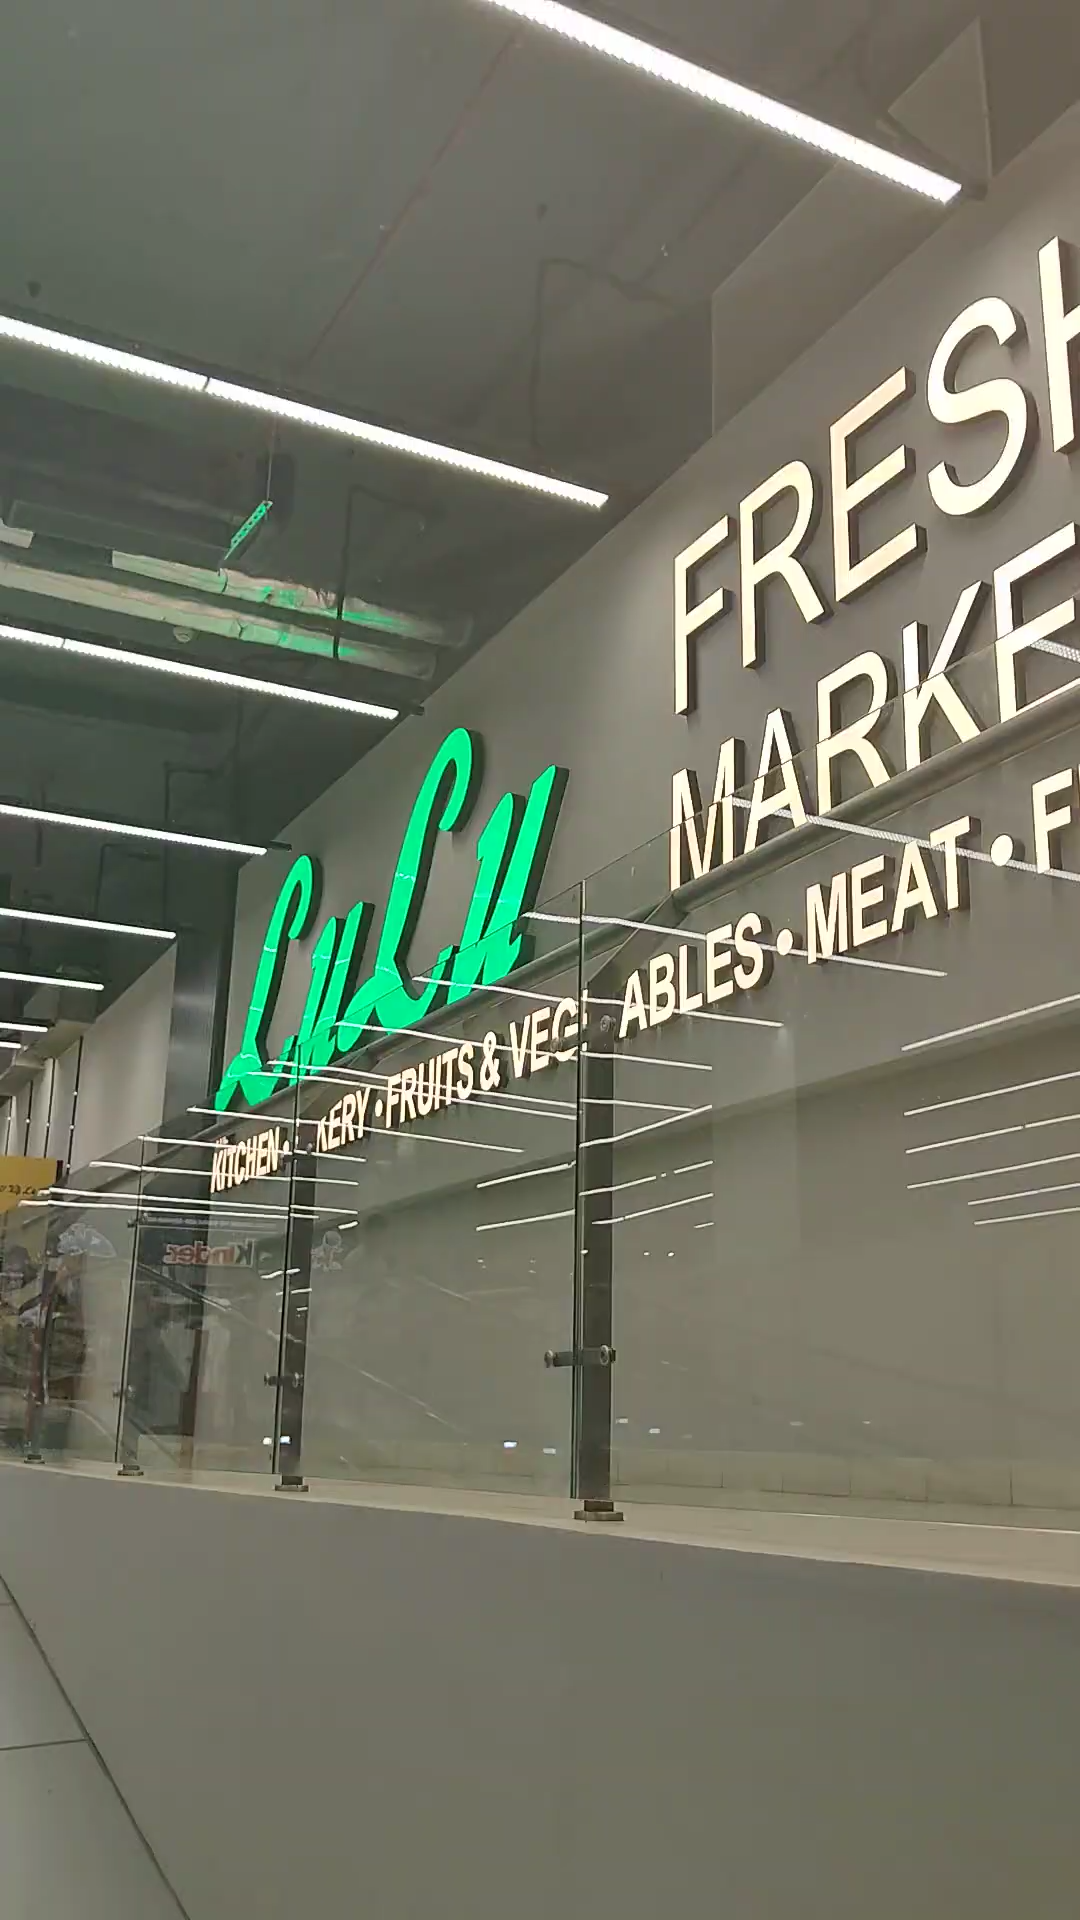 LuLu
FRESH
MARKE
KITCHEN • KERY • FRUITS & VEG ABLES • MEAT • F
Kinder